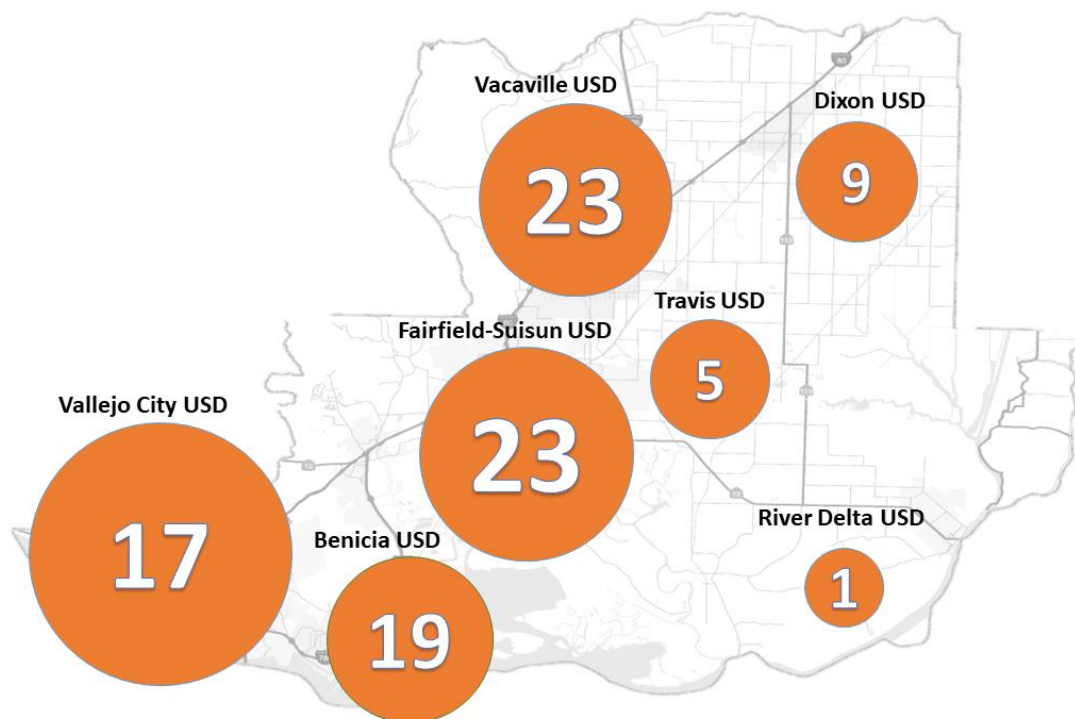 Vacaville USD
23
Dixon USD
9
Travis USD
5
Fairfield-Suisun USD
23
Vallejo City USD
17
Benicia USD
19
River Delta USD
1